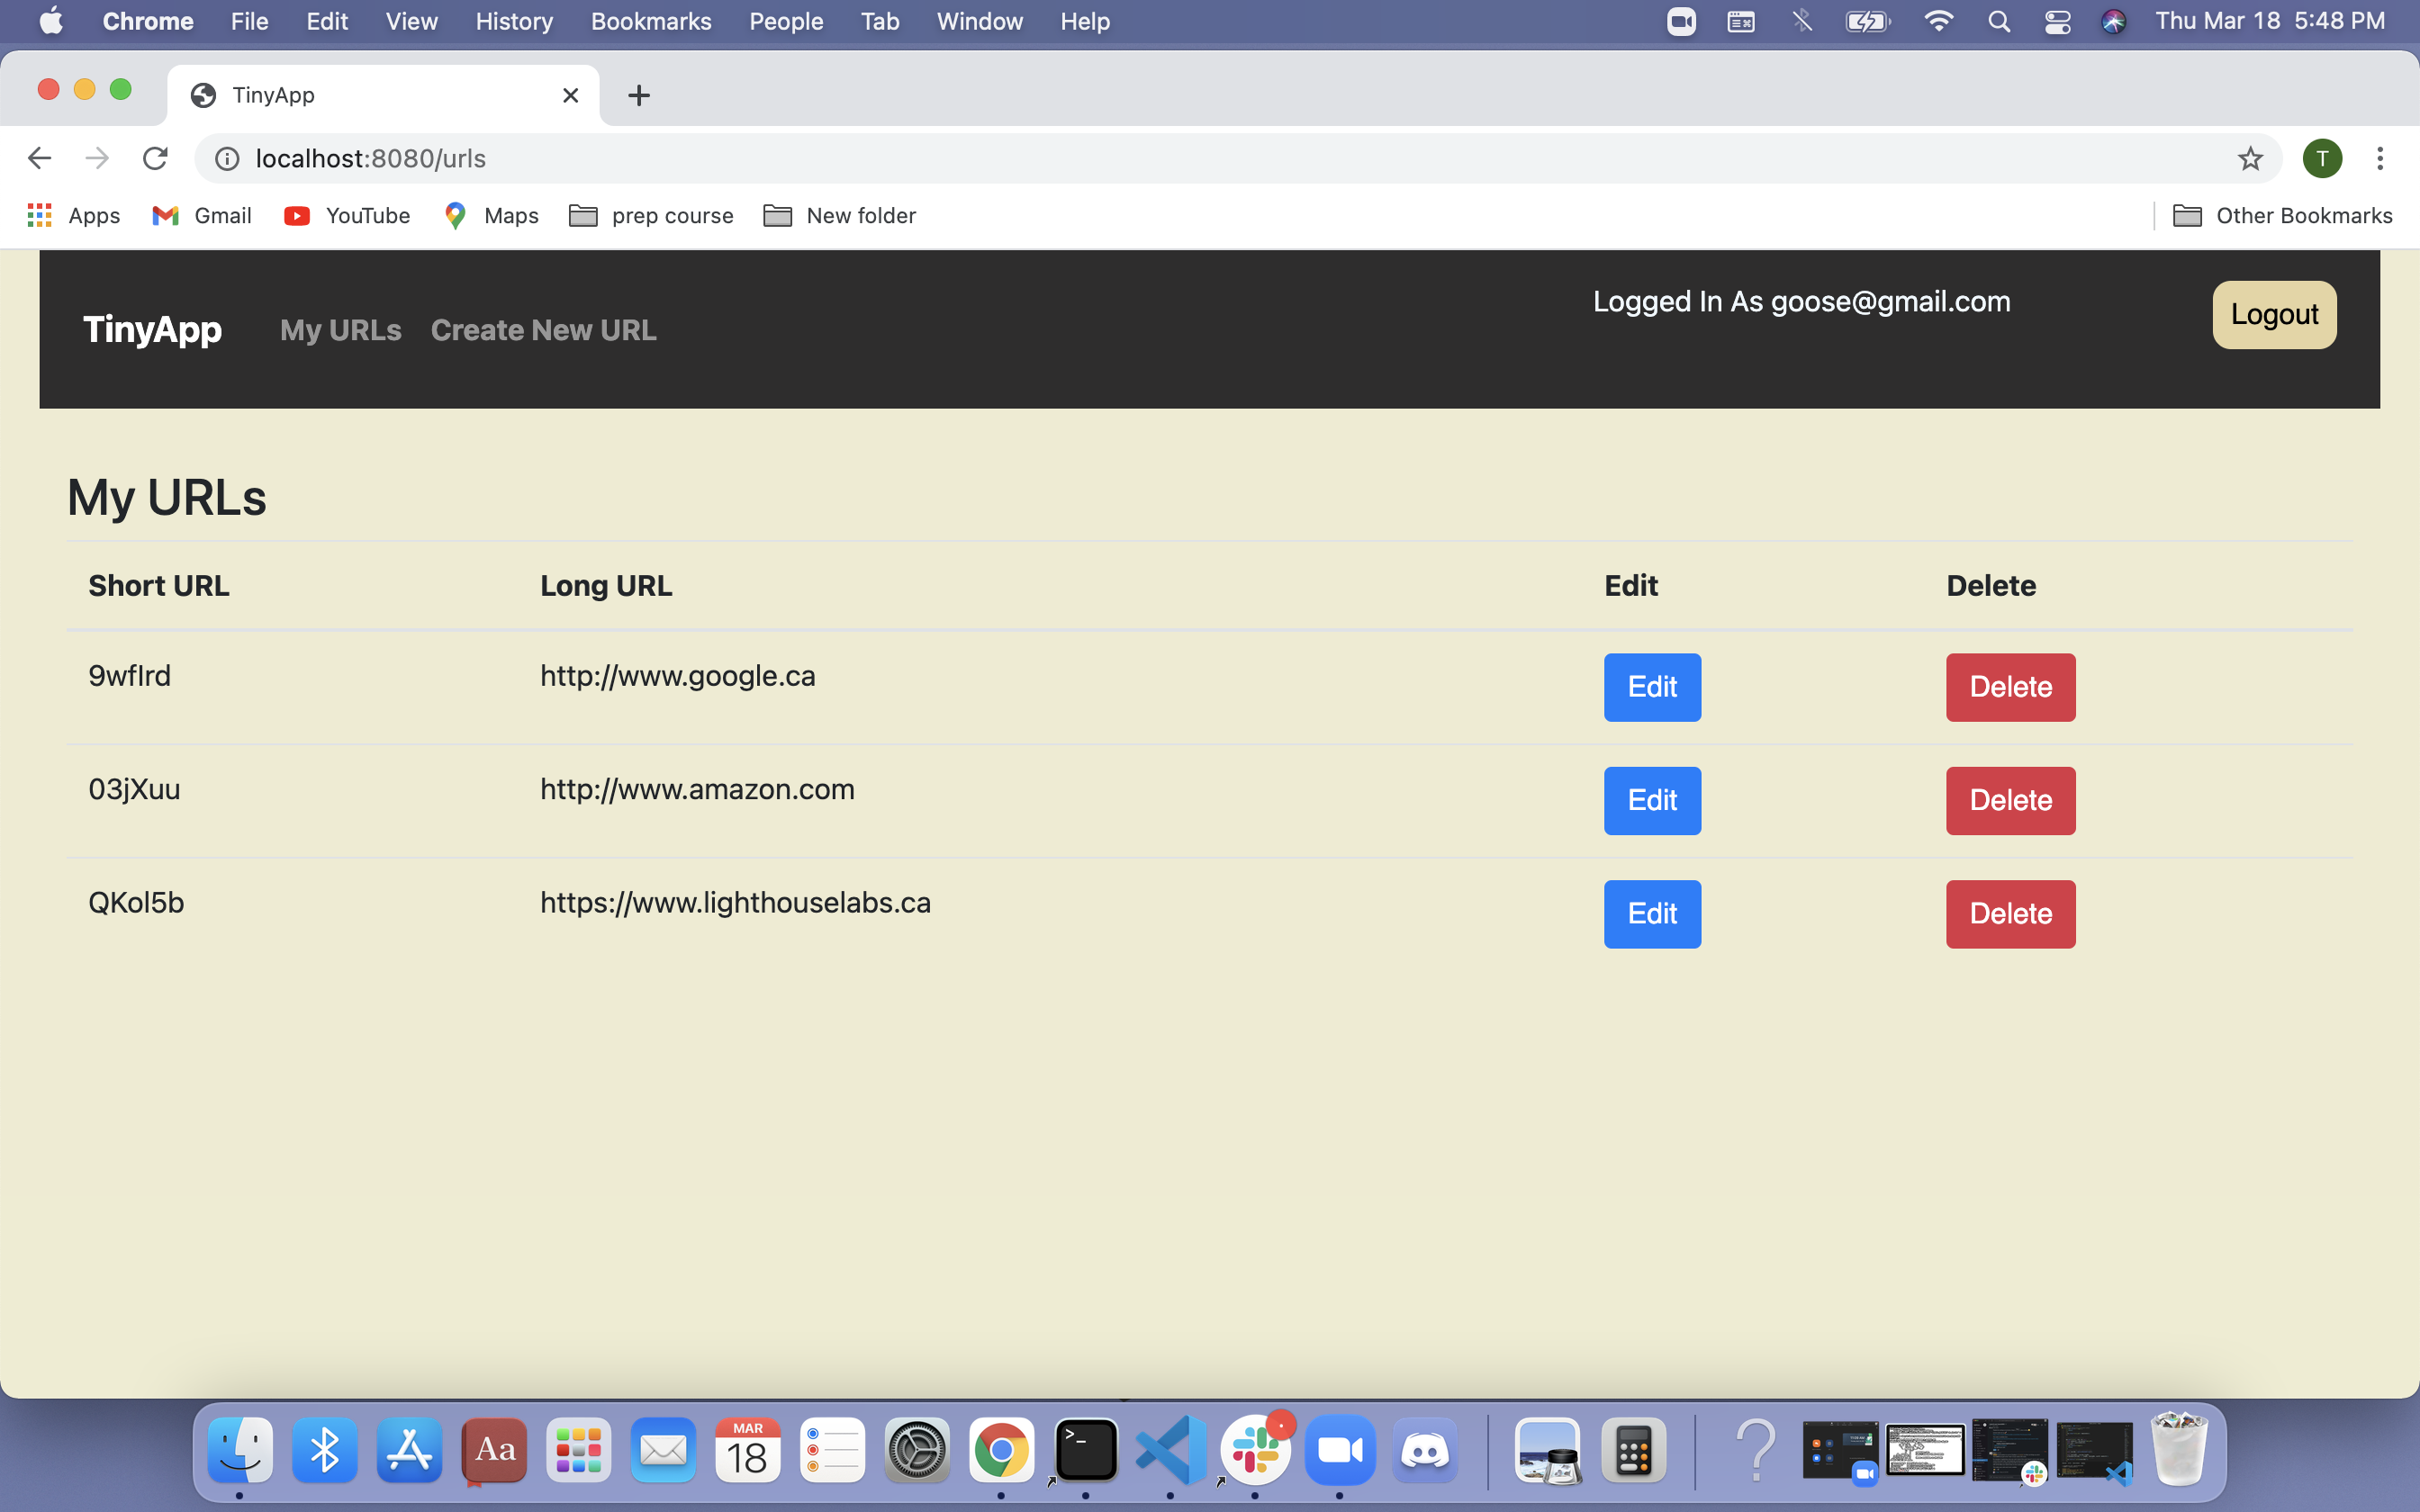 Chrome File Edit View History Bookmarks People Tab Window Help Thu Mar 18 5:48 PM
TinyApp
localhost:8080/urls T
Apps Gmail YouTube Maps prep course New folder Other Bookmarks
TinyApp My URLs Create New URL Logged In As goose@gmail.com Logout
My URLs
Short URL Long URL Edit Delete
9wfIrd http://www.google.ca Edit Delete
03jXuu http://www.amazon.com Edit Delete
QKol5b https://www.lighthouselabs.ca Edit Delete
Aa MAR 18